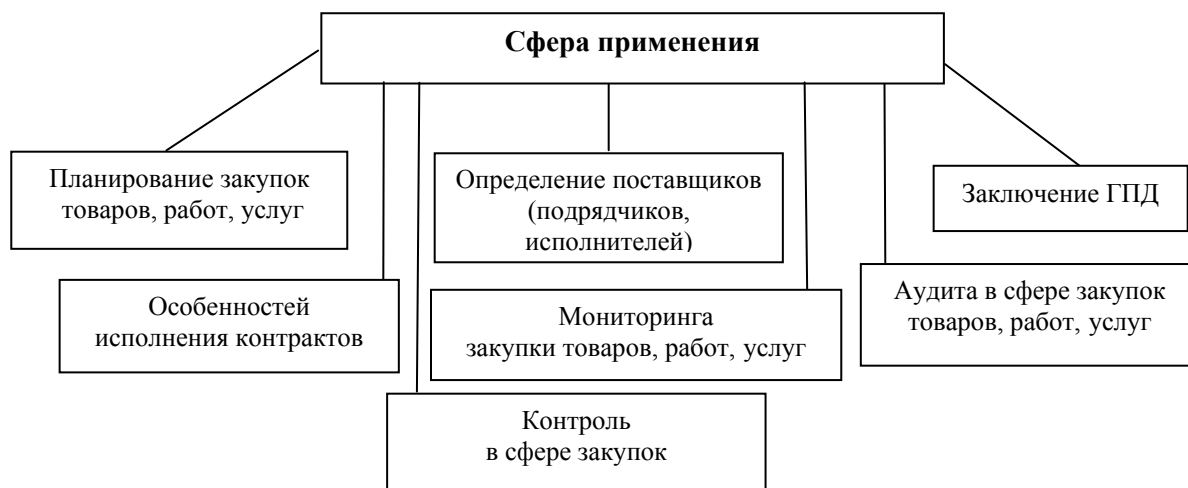 Сфера применения
Планирование закупок
товаров, работ, услуг
Определение поставщиков
(подрядчиков,
исполнителей)
Заключение ГПД
Особенностей
исполнения контрактов
Мониторинга
закупки товаров, работ, услуг
Аудита в сфере закупок
товаров, работ, услуг
Контроль
в сфере закупок